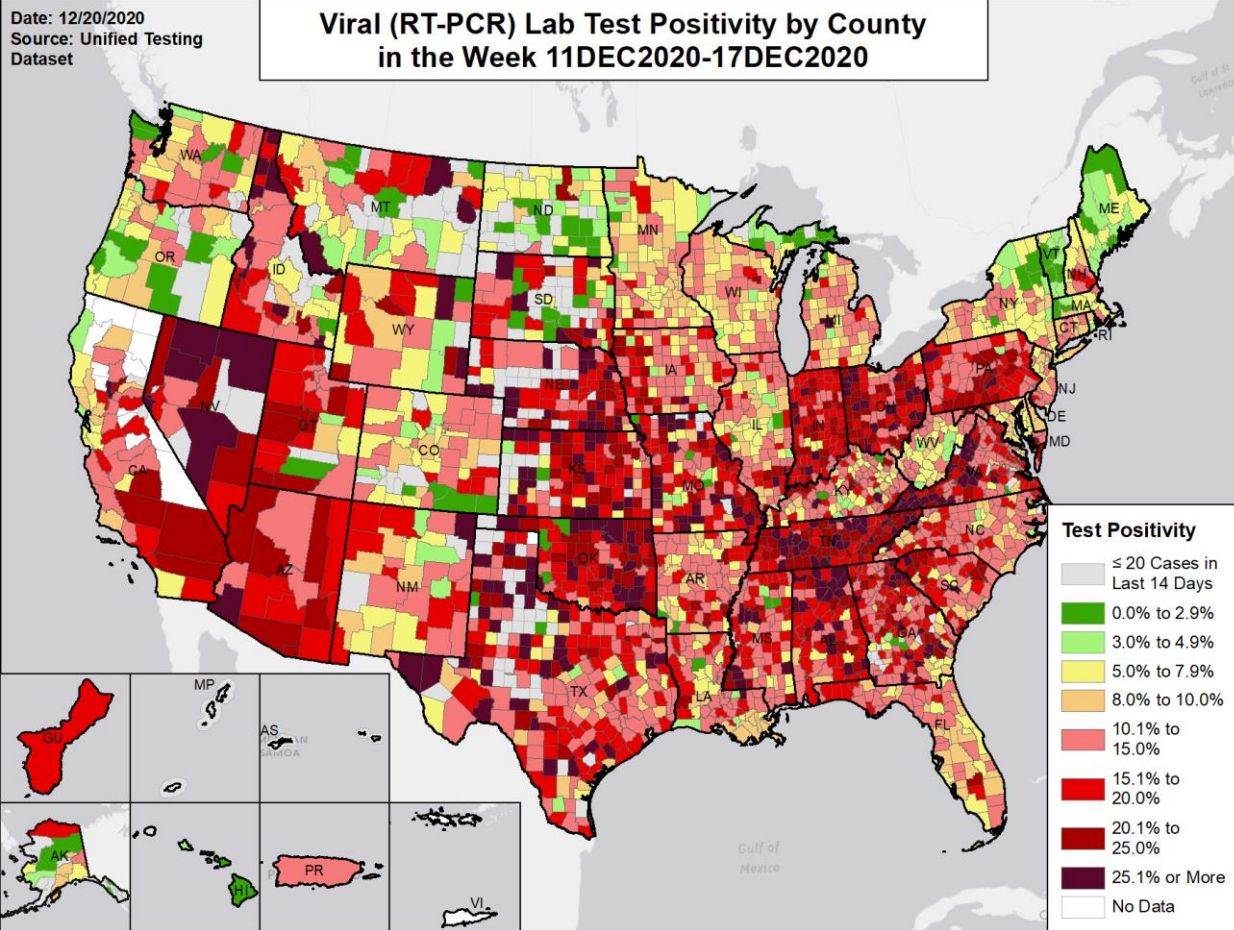 Date: 12/20/2020
Source: Unified Testing
Dataset
Viral (RT-PCR) Lab Test Positivity by County
in the Week 11DEC2020-17DEC2020
Gulf of St
Lawrence
WA
MT
ND
MN
ME
OR
ID
SD
WI
MI
VT
NH
NY
MA
CT
RI
WY
IA
PA
NJ
NE
NV
UT
CO
IL
IN
OH
DE
MD
WV
VA
CA
KS
MO
KY
AZ
NM
OK
AR
TN
NC
SC
TX
LA
MS
AL
GA
FL
Test Positivity
≤ 20 Cases in
Last 14 Days
0.0% to 2.9%
3.0% to 4.9%
5.0% to 7.9%
8.0% to 10.0%
10.1% to
15.0%
15.1% to
20.0%
20.1% to
25.0%
25.1% or More
No Data
GU
MP
AS
SAMOA
AK
HI
PR
VI
Gulf of
Mexico